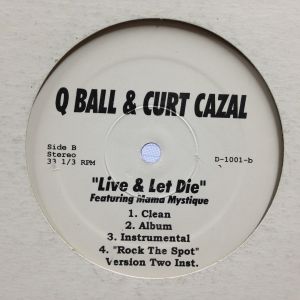 Q BALL & CURT CAZAL
Side B
Stereo
33 1/3 RPM
D-1001-b
"Live & Let Die"
Featuring Mama Mystique
1. Clean
2. Album
3. Instrumental
4. "Rock The Spot"
Version Two Inst.